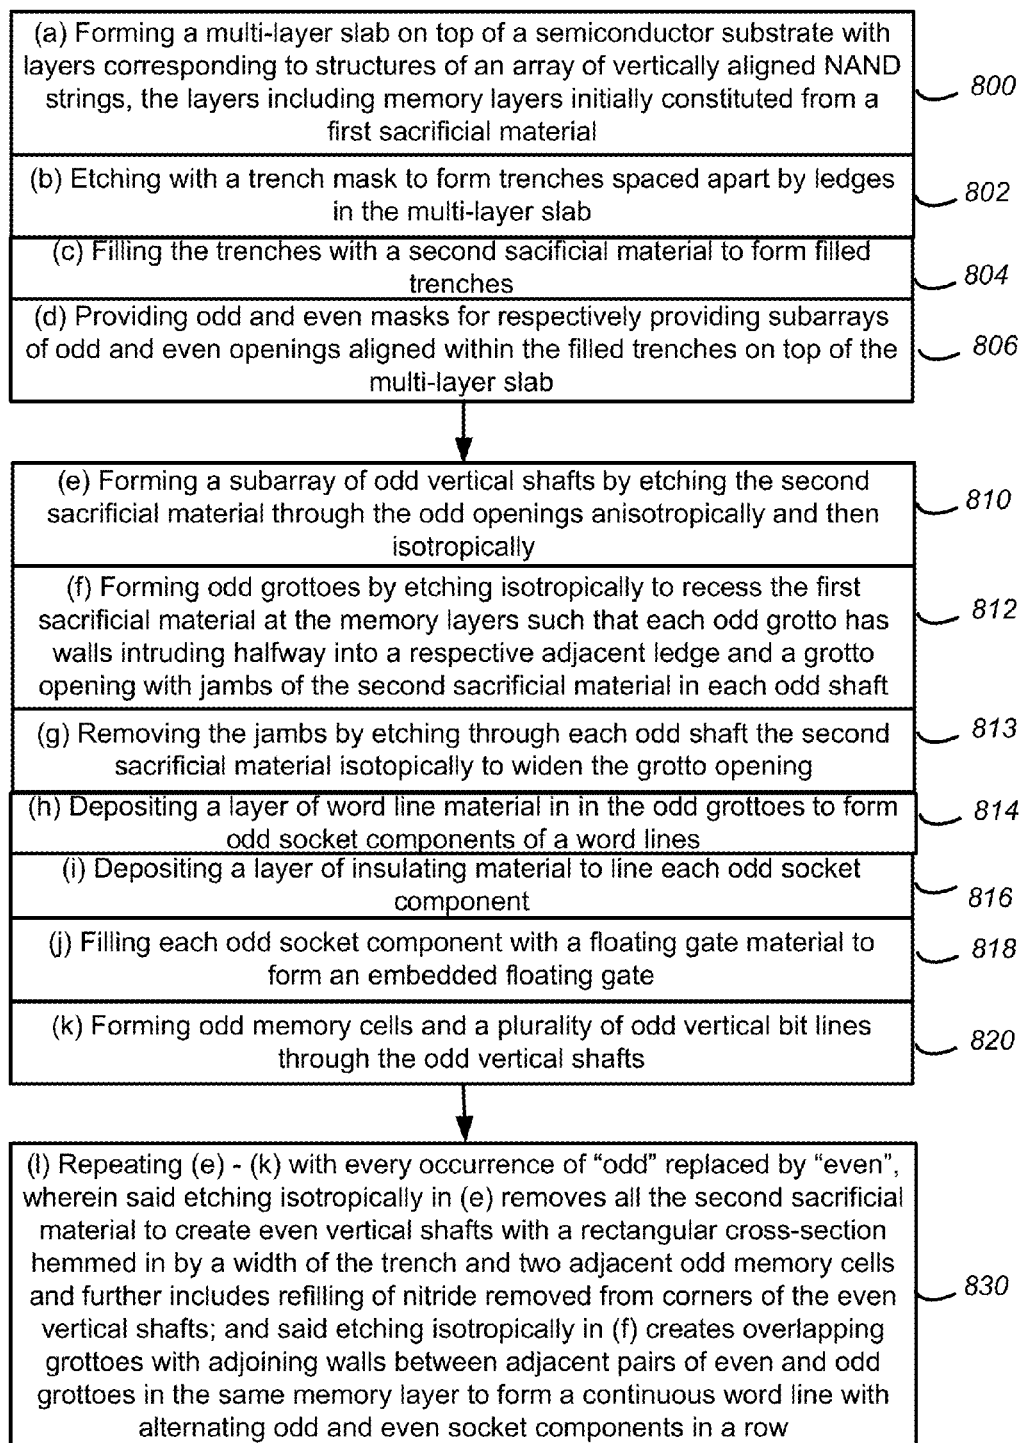 (a) Forming a multi-layer slab on top of a semiconductor substrate with
layers corresponding to structures of an array of vertically aligned NAND
strings, the layers including memory layers initially constituted from a
first sacrificial material
800
(b) Etching with a trench mask to form trenches spaced apart by ledges
in the multi-layer slab
802
(c) Filling the trenches with a second sacificial material to form filled
trenches
804
(d) Providing odd and even masks for respectively providing subarrays
of odd and even openings aligned within the filled trenches on top of the
multi-layer slab
806
(e) Forming a subarray of odd vertical shafts by etching the second
sacrificial material through the odd openings anisotropically and then
isotropically
810
(f) Forming odd grottoes by etching isotropically to recess the first
sacrificial material at the memory layers such that each odd grotto has
walls intruding halfway into a respective adjacent ledge and a grotto
opening with jambs of the second sacrificial material in each odd shaft
812
(g) Removing the jambs by etching through each odd shaft the second
sacrificial material isotopically to widen the grotto opening
813
(h) Depositing a layer of word line material in in the odd grottoes to form
odd socket components of a word lines
814
(i) Depositing a layer of insulating material to line each odd socket
component
816
(j) Filling each odd socket component with a floating gate material to
form an embedded floating gate
818
(k) Forming odd memory cells and a plurality of odd vertical bit lines
through the odd vertical shafts
820
(l) Repeating (e) - (k) with every occurrence of “odd” replaced by “even”,
wherein said etching isotropically in (e) removes all the second sacrificial
material to create even vertical shafts with a rectangular cross-section
hemmed in by a width of the trench and two adjacent odd memory cells
and further includes refilling of nitride removed from corners of the even
vertical shafts; and said etching isotropically in (f) creates overlapping
grottoes with adjoining walls between adjacent pairs of even and odd
grottoes in the same memory layer to form a continuous word line with
alternating odd and even socket components in a row
830